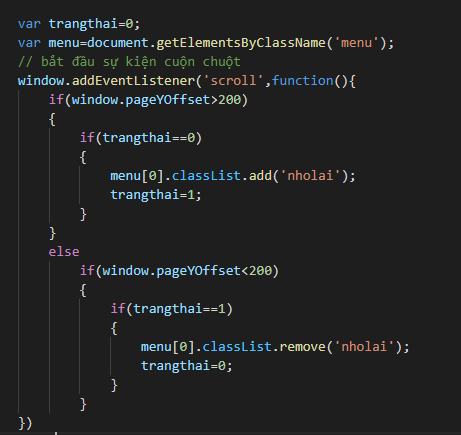 var trangthai=0;
var menu=document.getElementsByClassName('menu');
// bắt đầu sự kiện cuộn chuột
window.addEventListener('scroll',function(){
    if(window.pageYOffset>200)
    {
        if(trangthai==0)
        {
            menu[0].classList.add('nholai');
            trangthai=1;
        }
    }
    else
        if(window.pageYOffset<200)
        {
            if(trangthai==1)
            {
                menu[0].classList.remove('nholai');
                trangthai=0;
            }
        }
})